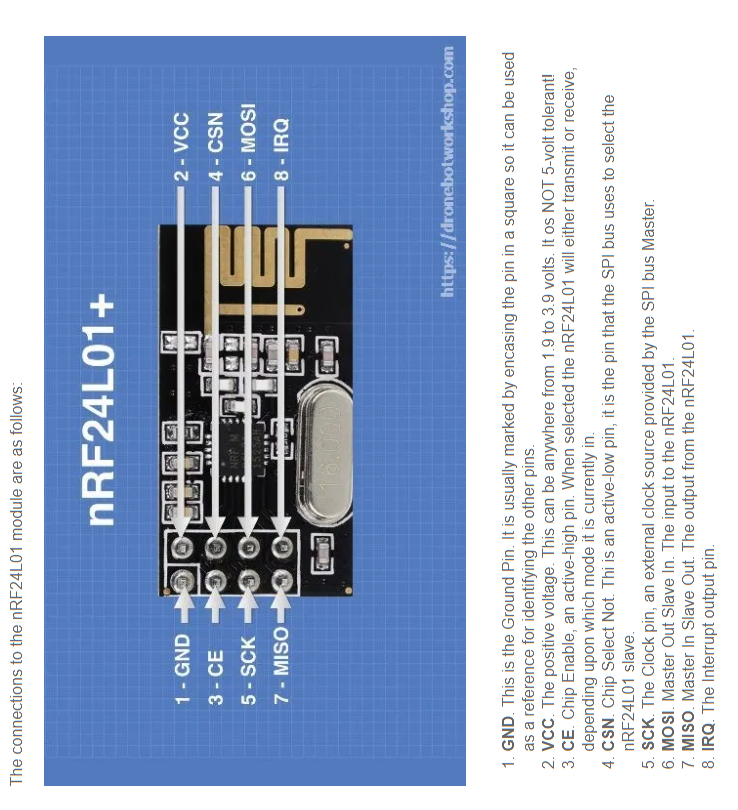 The connections to the nRF24L01 module are as follows:
nRF24L01+
2 - VCC
4 - CSN
6 - MOSI
8 - IRQ
1 - GND
3 - CE
5 - SCK
7 - MISO
https://dronebotworkshop.com
1. GND. This is the Ground Pin. It is usually marked by encasing the pin in a square so it can be used
as a reference for identifying the other pins.
2. VCC. The positive voltage. This can be anywhere from 1.9 to 3.9 volts. It os NOT 5-volt tolerant!
3. CE. Chip Enable, an active-high pin. When selected the nRF24L01 will either transmit or receive,
depending upon which mode it is currently in.
4. CSN. Chip Select Not. Thi is an active-low pin, it is the pin that the SPI bus uses to select the
nRF24L01 slave.
5. SCK. The Clock pin, an external clock source provided by the SPI bus Master.
6. MOSI. Master Out Slave In. The input to the nRF24L01.
7. MISO. Master In Slave Out. The output from the nRF24L01.
8. IRQ. The Interrupt output pin.